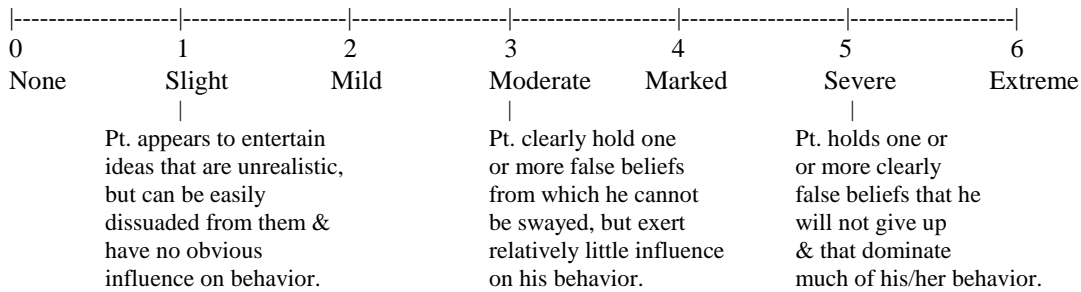 |-------------------|-------------------|------------------|-------------------|-------------------|-------------------|
0 1 2 3 4 5 6
None Slight Mild Moderate Marked Severe Extreme
| | |
Pt. appears to entertain Pt. clearly hold one Pt. holds one or
ideas that are unrealistic, or more false beliefs or more clearly
but can be easily from which he cannot false beliefs that he
dissuaded from them & be swayed, but exert will not give up
have no obvious relatively little influence & that dominate
influence on behavior. on his behavior. much of his/her behavior.